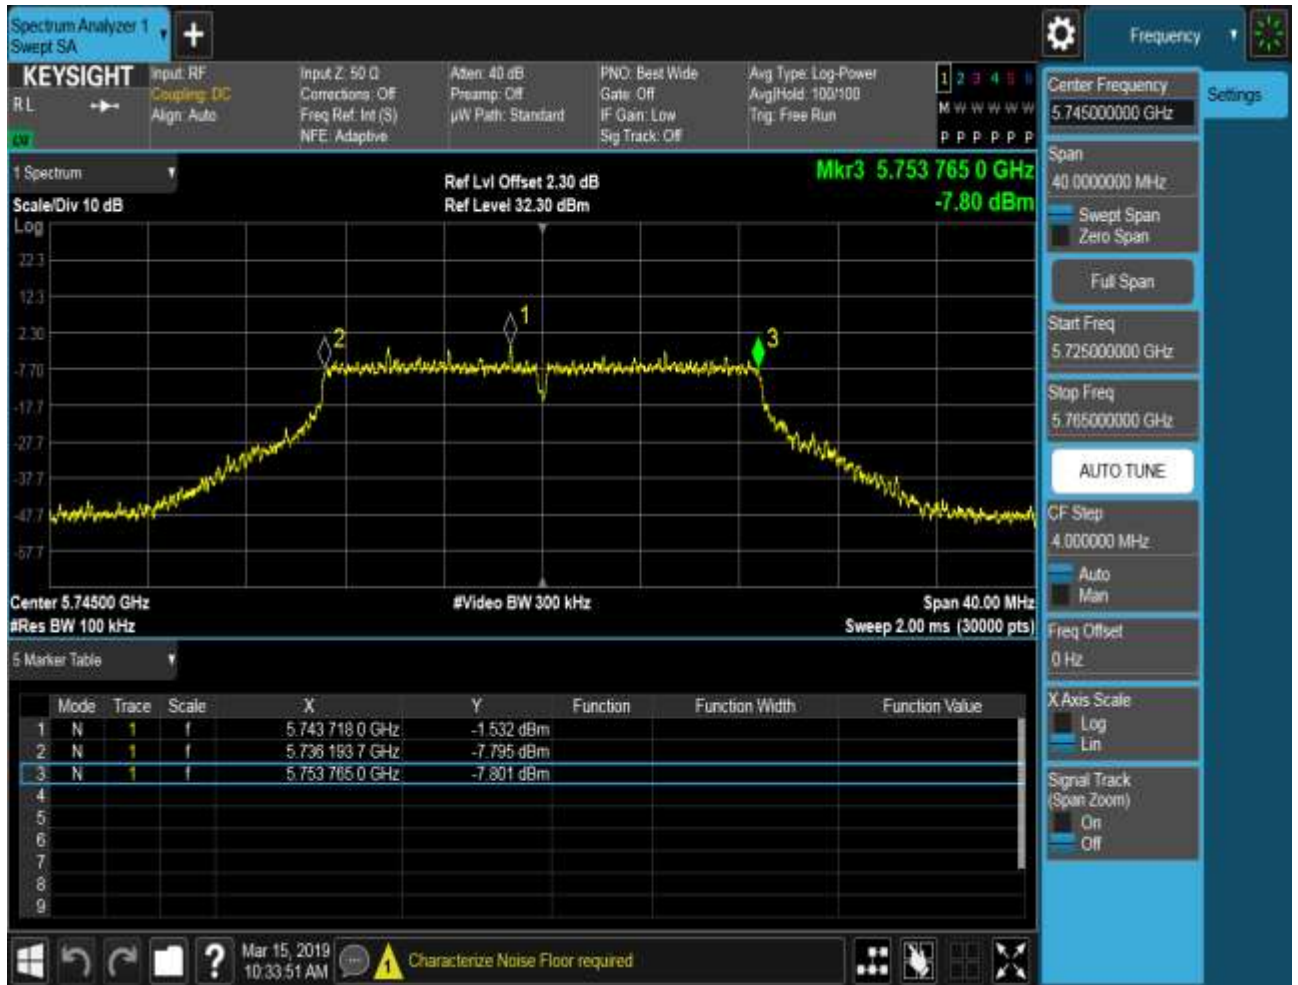 Spectrum Analyzer 1
Swept SA
+
Frequency
KEYSIGHT
RL
Input: RF
Coupling: DC
Align: Auto
Input Z: 50 Ω
Corrections: Off
Freq Ref: Int (S)
NFE: Adaptive
Atten: 40 dB
Preamp: Off
µW Path: Standard
PNO: Best Wide
Gate: Off
IF Gain: Low
Sig Track: Off
Avg Type: Log-Power
Avg|Hold: 100/100
Trig: Free Run
1 2 3 4 5 6
M W W W W W
P P P P P P
1 Spectrum
Scale/Div 10 dB
Ref Lvl Offset 2.30 dB
Ref Level 32.30 dBm
Mkr3 5.753 765 0 GHz
-7.80 dBm
Log
22.3
12.3
2.30
-7.70
-17.7
-27.7
-37.7
-47.7
-57.7
2
1
3
Center 5.74500 GHz
#Res BW 100 kHz
#Video BW 300 kHz
Span 40.00 MHz
Sweep 2.00 ms (30000 pts)
5 Marker Table
Mode Trace Scale X Y Function Function Width Function Value
1 N 1 f 5.743 718 0 GHz -1.532 dBm
2 N 1 f 5.736 193 7 GHz -7.795 dBm
3 N 1 f 5.753 765 0 GHz -7.801 dBm
4
5
6
7
8
9
?
Mar 15, 2019
10:33:51 AM
1
Characterize Noise Floor required
Center Frequency
5.745000000 GHz
Settings
Span
40.0000000 MHz
Swept Span
Zero Span
Full Span
Start Freq
5.725000000 GHz
Stop Freq
5.765000000 GHz
AUTO TUNE
CF Step
4.000000 MHz
Auto
Man
Freq Offset
0 Hz
X Axis Scale
Log
Lin
Signal Track
(Span Zoom)
On
Off